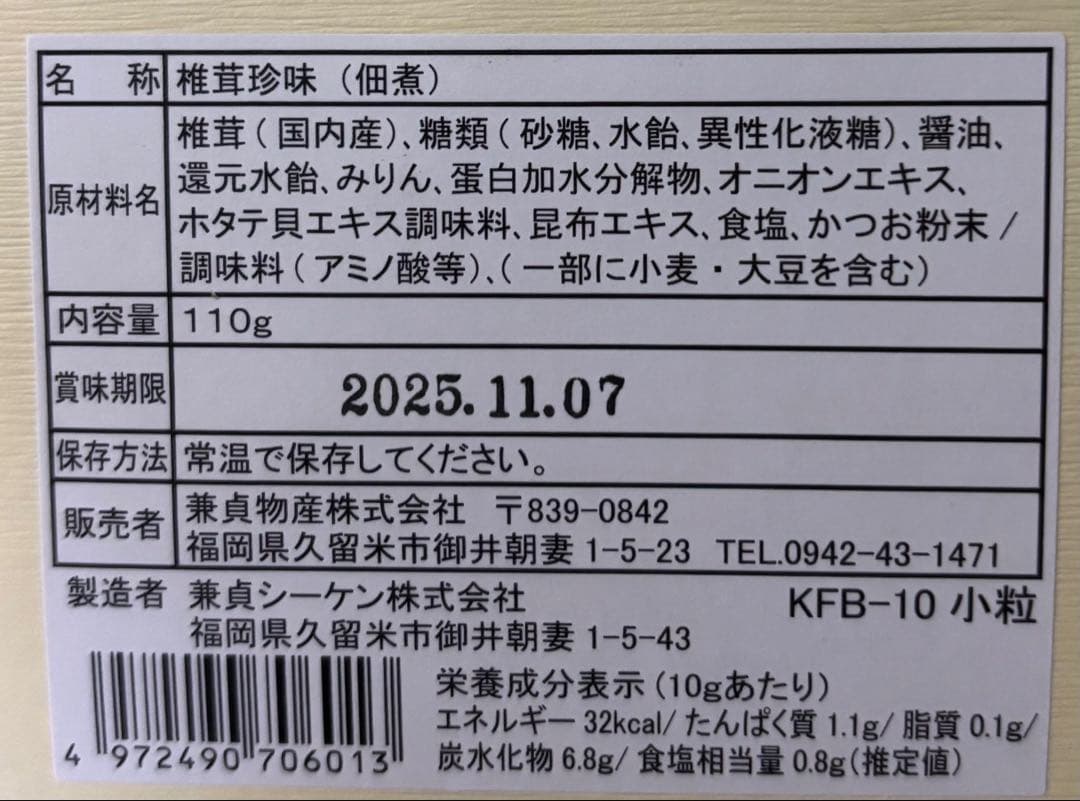 名称 椎茸珍味（佃煮）
原材料名 椎茸（国内産）、糖類（砂糖、水飴、異性化液糖）、醤油、
還元水飴、みりん、蛋白加水分解物、オニオンエキス、
ホタテ貝エキス調味料、昆布エキス、食塩、かつお粉末／
調味料（アミノ酸等）、（一部に小麦・大豆を含む）
内容量 110g
賞味期限 2025.11.07
保存方法 常温で保存してください。
販売者 兼貞物産株式会社 〒839-0842
福岡県久留米市御井朝妻 1-5-23 TEL.0942-43-1471
製造者 兼貞シーケン株式会社
KFB-10 小粒
福岡県久留米市御井朝妻 1-5-43
栄養成分表示（10gあたり）
エネルギー 32kcal/ たんぱく質 1.1g/ 脂質 0.1g/
炭水化物 6.8g/ 食塩相当量 0.8g（推定値）
4 972490 706013